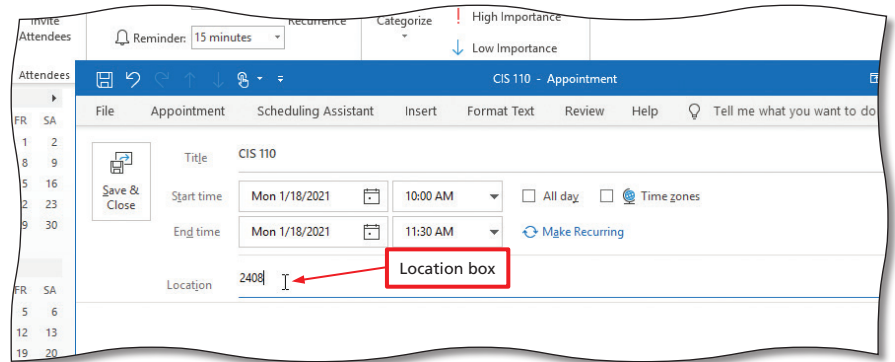 Invite
Attendees
Reminder: 15 minutes
Recurrence
Categorize
High Importance
Low Importance
Attendees
CIS 110 - Appointment
File Appointment Scheduling Assistant Insert Format Text Review Help Tell me what you want to do
FR SA
1 2
8 9
5 16
2 23
9 30
Save &
Close
Title CIS 110
Start time Mon 1/18/2021 10:00 AM All day Time zones
End time Mon 1/18/2021 11:30 AM Make Recurring
Location 2408
Location box
FR SA
5 6
12 13
19 20